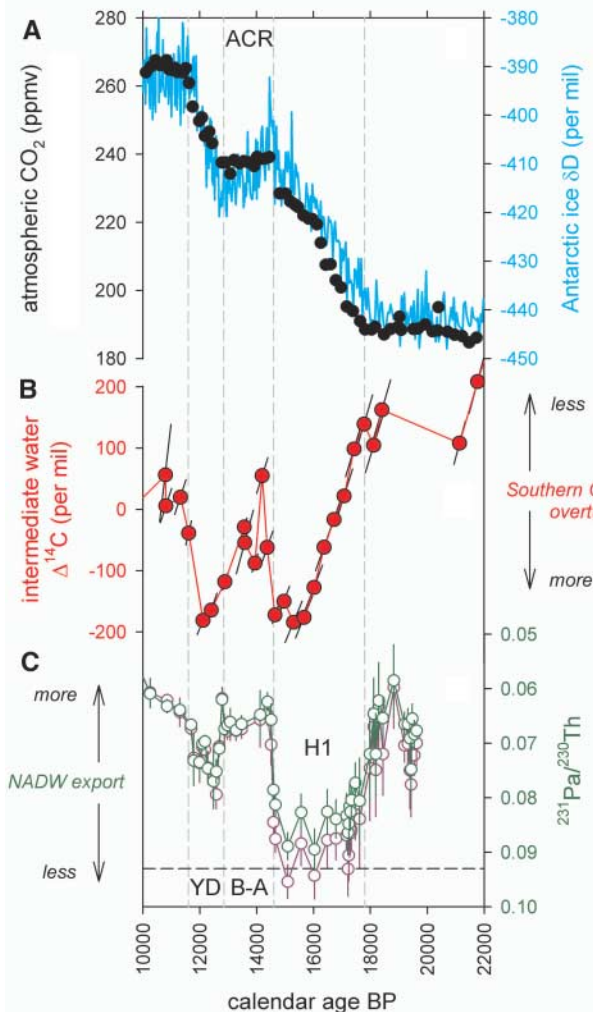 A
ACR
280
260
240
220
200
180
atmospheric CO2 (ppmv)
-380
-390
-400
-410
-420
-430
-440
-450
Antarctic ice δD (per mil)
B
200
100
0
-100
-200
intermediate water
Δ14C (per mil)
less
Southern
more
C
more
NADW export
less
H1
YD B-A
0.05
0.06
0.07
0.08
0.09
0.10
231Pa/230Th
10000
12000
14000
16000
18000
20000
22000
calendar age BP